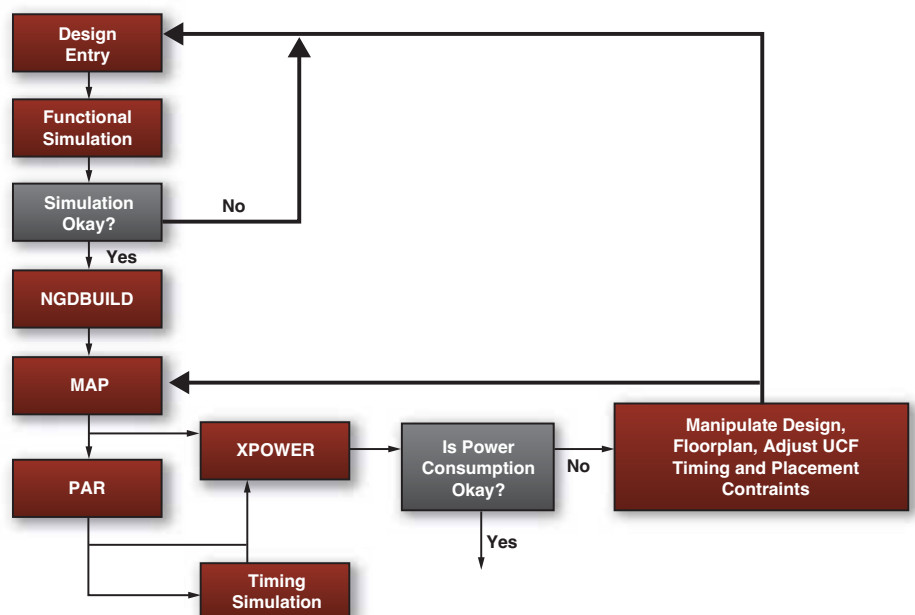 Design
Entry
Functional
Simulation
Simulation
Okay?
No
Yes
NGDBUILD
MAP
XPOWER
PAR
Timing
Simulation
Is Power
Consumption
Okay?
No
Yes
Manipulate Design,
Floorplan, Adjust UCF
Timing and Placement
Contraints